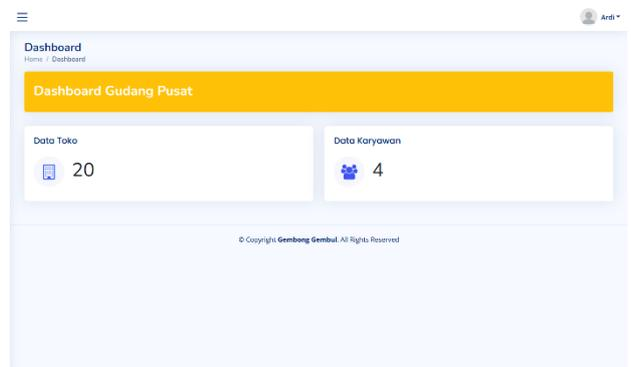 Ardi
Dashboard
Home / Dashboard
Dashboard Gudang Pusat
Data Toko
20
Data Karyawan
4
© Copyright Gembong Gembul. All Rights Reserved